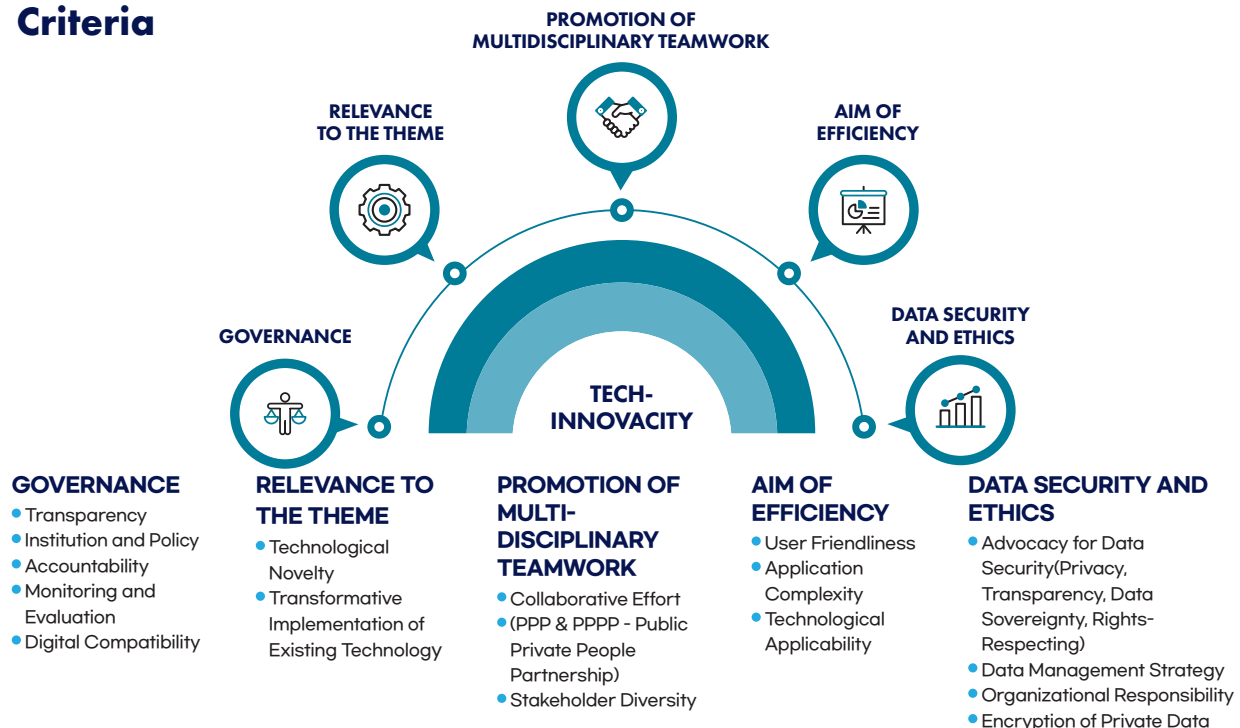 Criteria
PROMOTION OF
MULTIDISCIPLINARY TEAMWORK
RELEVANCE
TO THE THEME
AIM OF
EFFICIENCY
GOVERNANCE
DATA SECURITY
AND ETHICS
TECH-
INNOVACITY
GOVERNANCE
• Transparency
• Institution and Policy
• Accountability
• Monitoring and
Evaluation
• Digital Compatibility
RELEVANCE TO
THE THEME
• Technological
Novelty
• Transformative
Implementation of
Existing Technology
PROMOTION OF
MULTI-
DISCIPLINARY
TEAMWORK
• Collaborative Effort
• (PPP & PPPP - Public
Private People
Partnership)
• Stakeholder Diversity
AIM OF
EFFICIENCY
• User Friendliness
• Application
Complexity
• Technological
Applicability
DATA SECURITY AND
ETHICS
• Advocacy for Data
Security(Privacy,
Transparency, Data
Sovereignty, Rights-
Respecting)
• Data Management Strategy
• Organizational Responsibility
• Encryption of Private Data